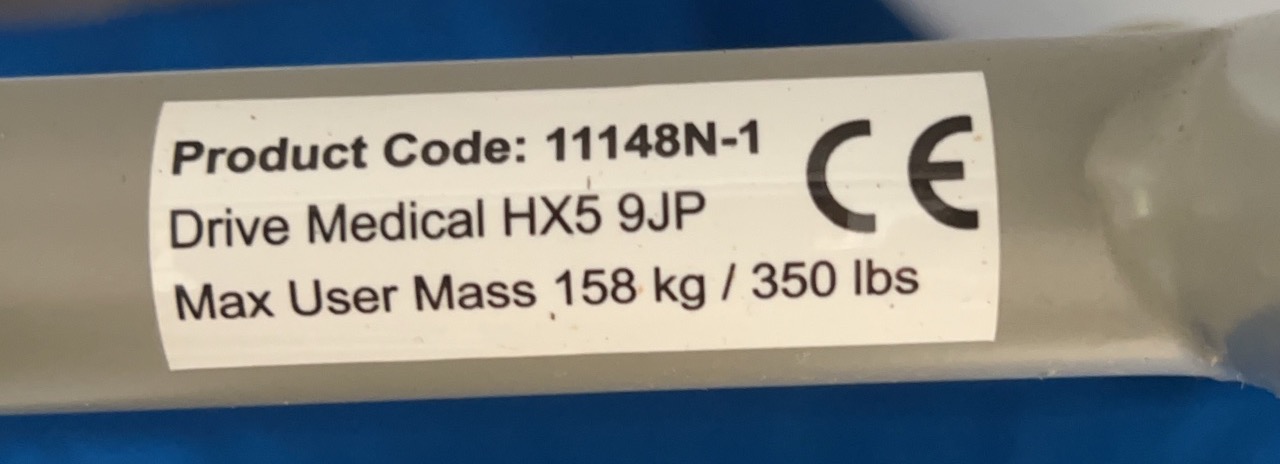 Product Code: 11148N-1
Drive Medical HX5 9JP
Max User Mass 158 kg / 350 lbs
CE